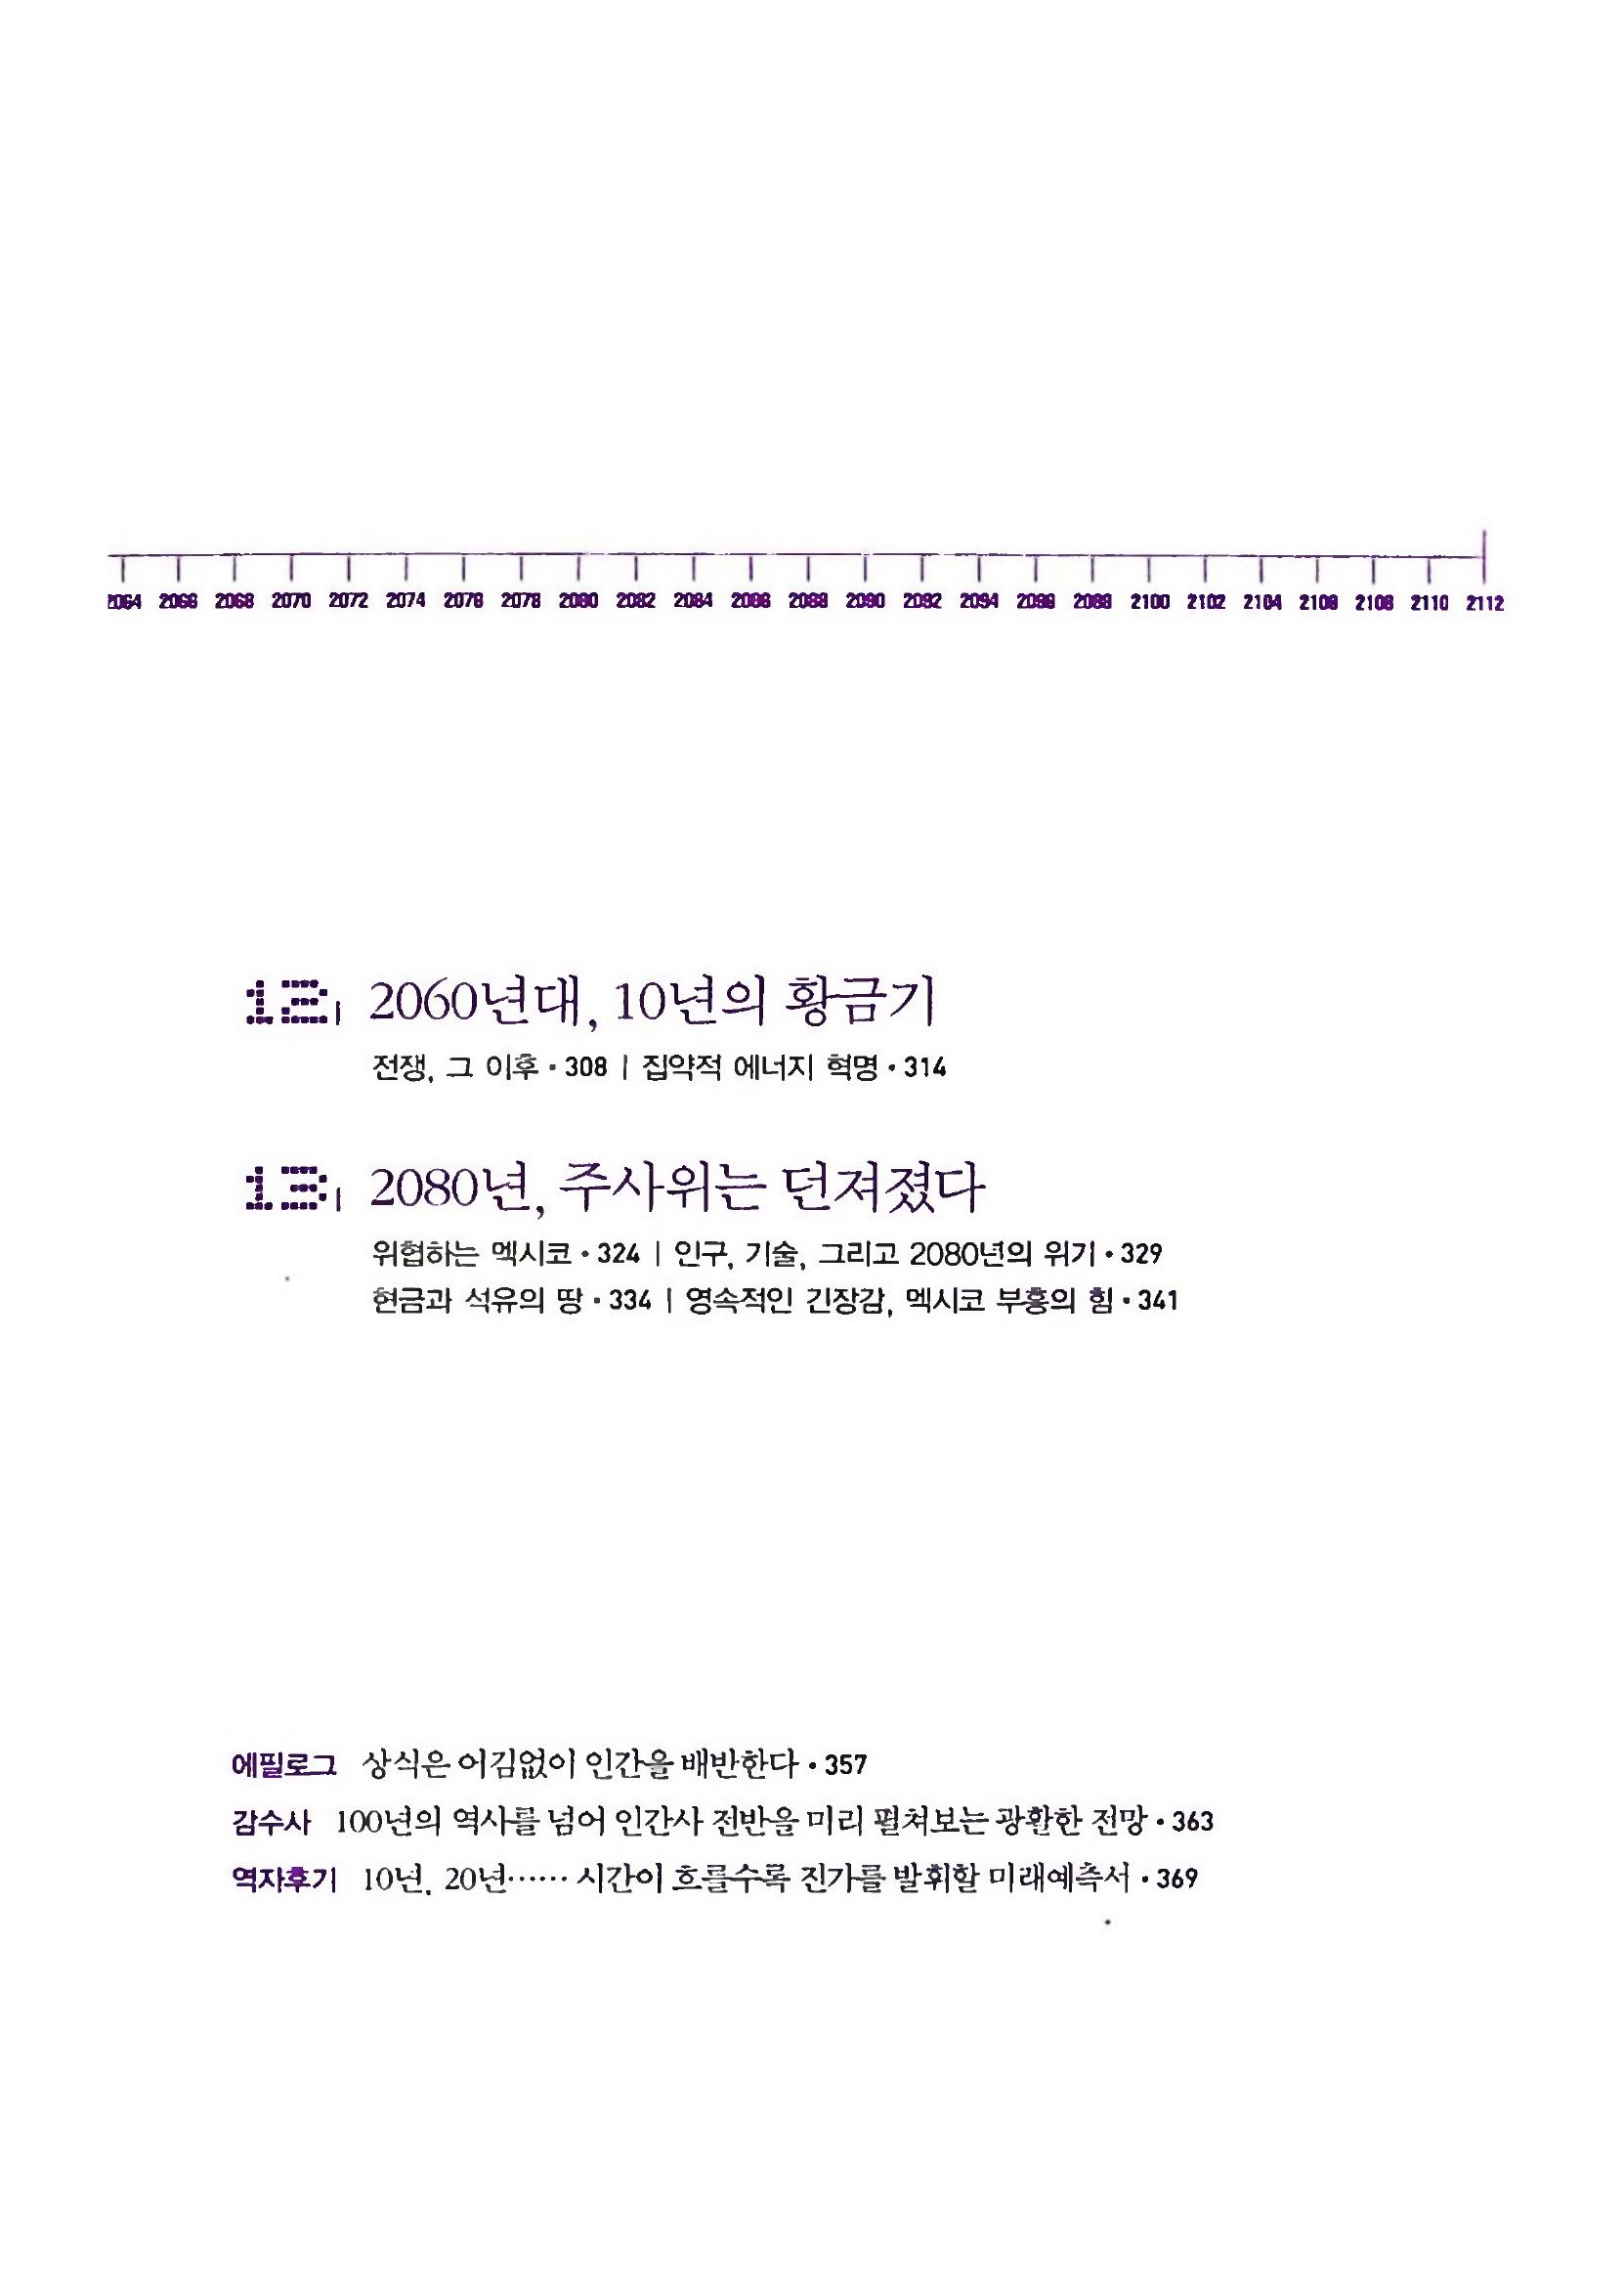 2064 2066 2068 2070 2072 2074 2076 2078 2080 2082 2084 2086 2088 2090 2092 2094 2096 2098 2100 2102 2104 2106 2108 2110 2112
12| 2060년대, 10년의 황금기
전쟁, 그 이후 • 308 | 집약적 에너지 혁명 • 314
13| 2080년, 주사위는 던져졌다
위협하는 멕시코 • 324 | 인구, 기술, 그리고 2080년의 위기 • 329
현금과 석유의 땅 • 334 | 영속적인 긴장감, 멕시코 부흥의 힘 • 341
에필로그 상식은 어김없이 인간을 배반한다 • 357
감수사 100년의 역사를 넘어 인간사 전반을 미리 펼쳐보는 광활한 전망 • 363
역자후기 10년, 20년…… 시간이 흐를수록 진가를 발휘할 미래예측서 • 369